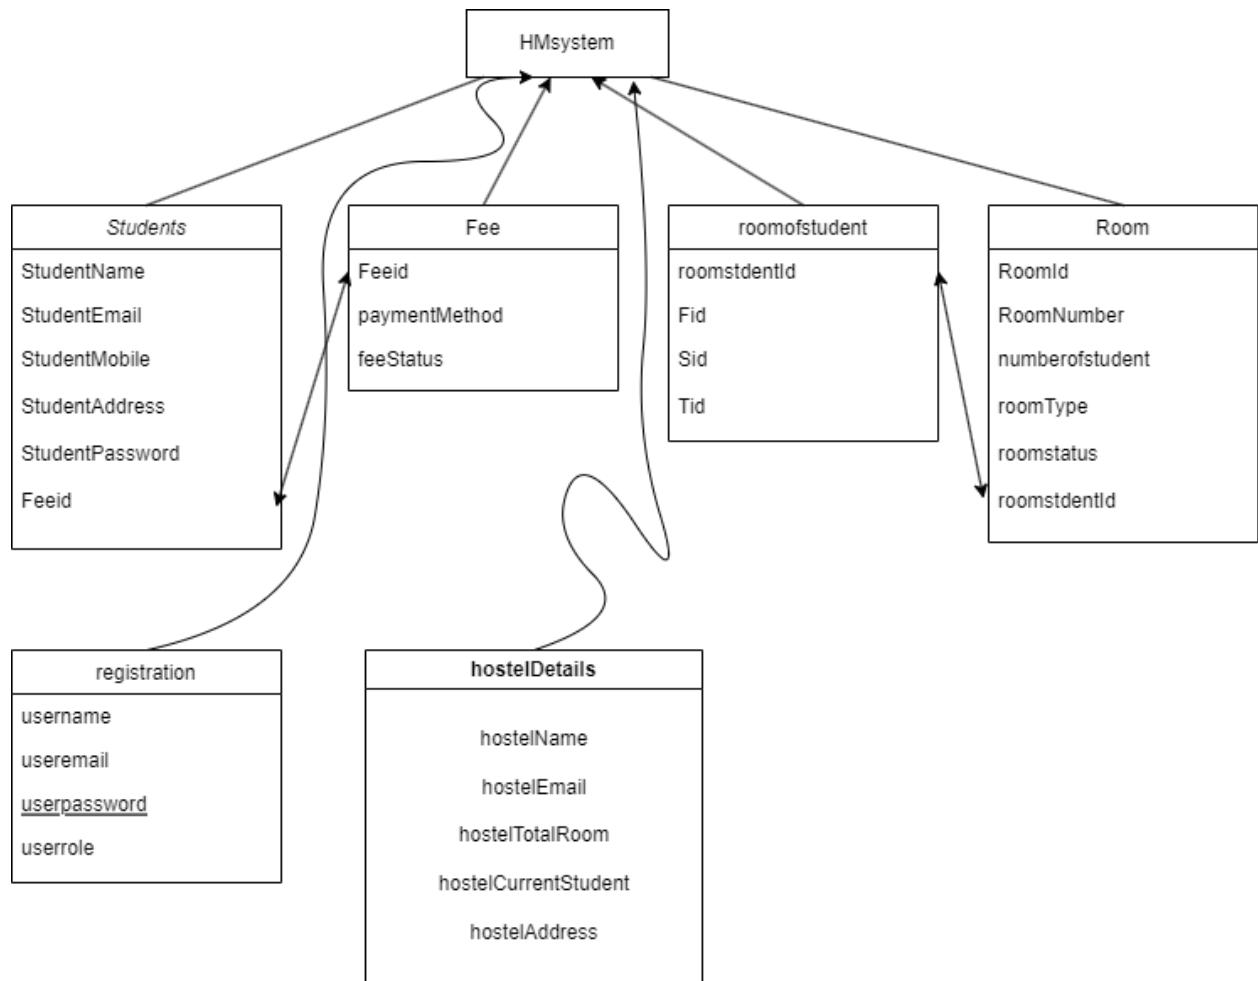 HMsystem
Students
StudentName
StudentEmail
StudentMobile
StudentAddress
StudentPassword
Feeid
Fee
Feeid
paymentMethod
feeStatus
roomofstudent
roomstdentId
Fid
Sid
Tid
Room
RoomId
RoomNumber
numberofstudent
roomType
roomstatus
roomstdentId
registration
username
useremail
userpassword
userrole
hostelDetails
hostelName
hostelEmail
hostelTotalRoom
hostelCurrentStudent
hostelAddress